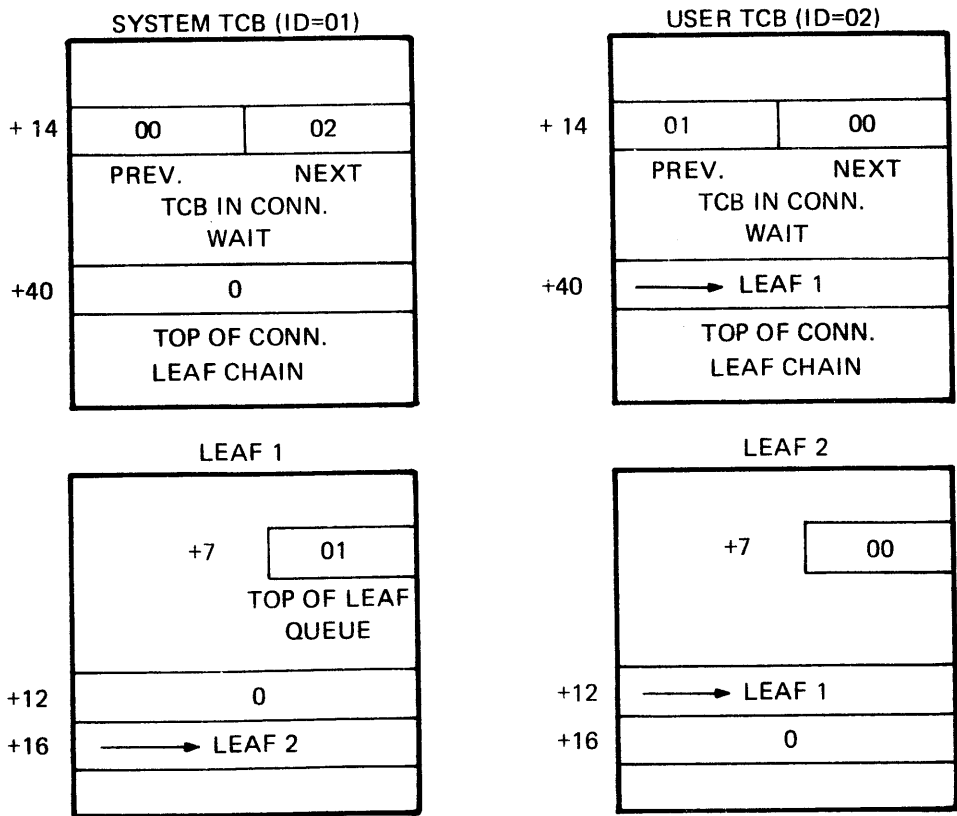 SYSTEM TCB (ID=01)
+ 14
00
02
PREV.
NEXT
TCB IN CONN.
WAIT
+40
0
TOP OF CONN.
LEAF CHAIN
USER TCB (ID=02)
+ 14
01
00
PREV.
NEXT
TCB IN CONN.
WAIT
+40
LEAF 1
TOP OF CONN.
LEAF CHAIN
LEAF 1
+7
01
TOP OF LEAF
QUEUE
+12
0
+16
LEAF 2
LEAF 2
+7
00
+12
LEAF 1
+16
0